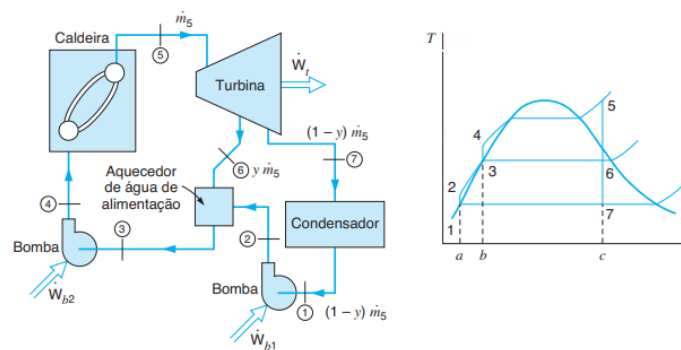 Caldeira
ṁ₅
5
Turbina
Ẇₜ
(1 – y) ṁ₅
6 y ṁ₅
7
Aquecedor
de água de
alimentação
4
3
2
Condensador
Bomba
Ẇb2
Bomba
1 (1 – y) ṁ₅
Ẇb1
T
5
4
3
6
2
7
1
a
b
c